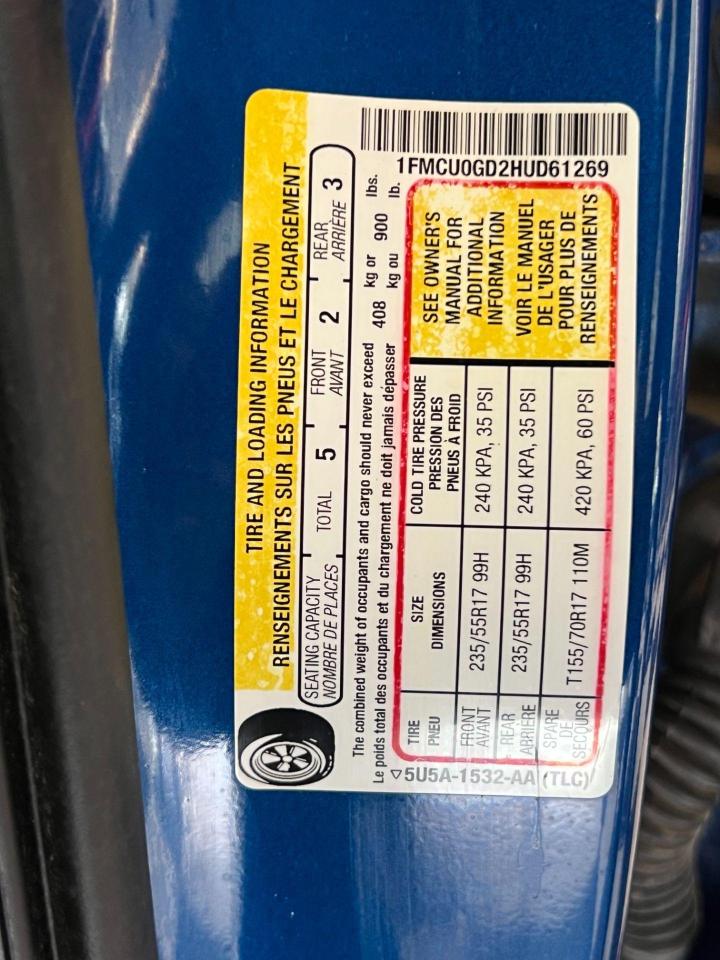 TIRE AND LOADING INFORMATION
RENSEIGNEMENTS SUR LES PNEUS ET LE CHARGEMENT
SEATING CAPACITY TOTAL 5 FRONT 2 REAR 3
NOMBRE DE PLACES AVANT ARRIÈRE
The combined weight of occupants and cargo should never exceed 408 kg or 900 lbs.
Le poids total des occupants et du chargement ne doit jamais dépasser kg ou lb.
1FMCU0GD2HUD61269
TIRE SIZE COLD TIRE PRESSURE
PNEU DIMENSIONS PRESSION DES
PNEUS À FROID
FRONT 235/55R17 99H 240 KPA, 35 PSI
AVANT
REAR 235/55R17 99H 240 KPA, 35 PSI
ARRIERE
SPARE T155/70R17 110M 420 KPA, 60 PSI
DE
SECOURS
SEE OWNER'S
MANUAL FOR
ADDITIONAL
INFORMATION
VOIR LE MANUEL
DE L'USAGER
POUR PLUS DE
RENSEIGNEMENTS
5U5A-1532-AA (TLC)